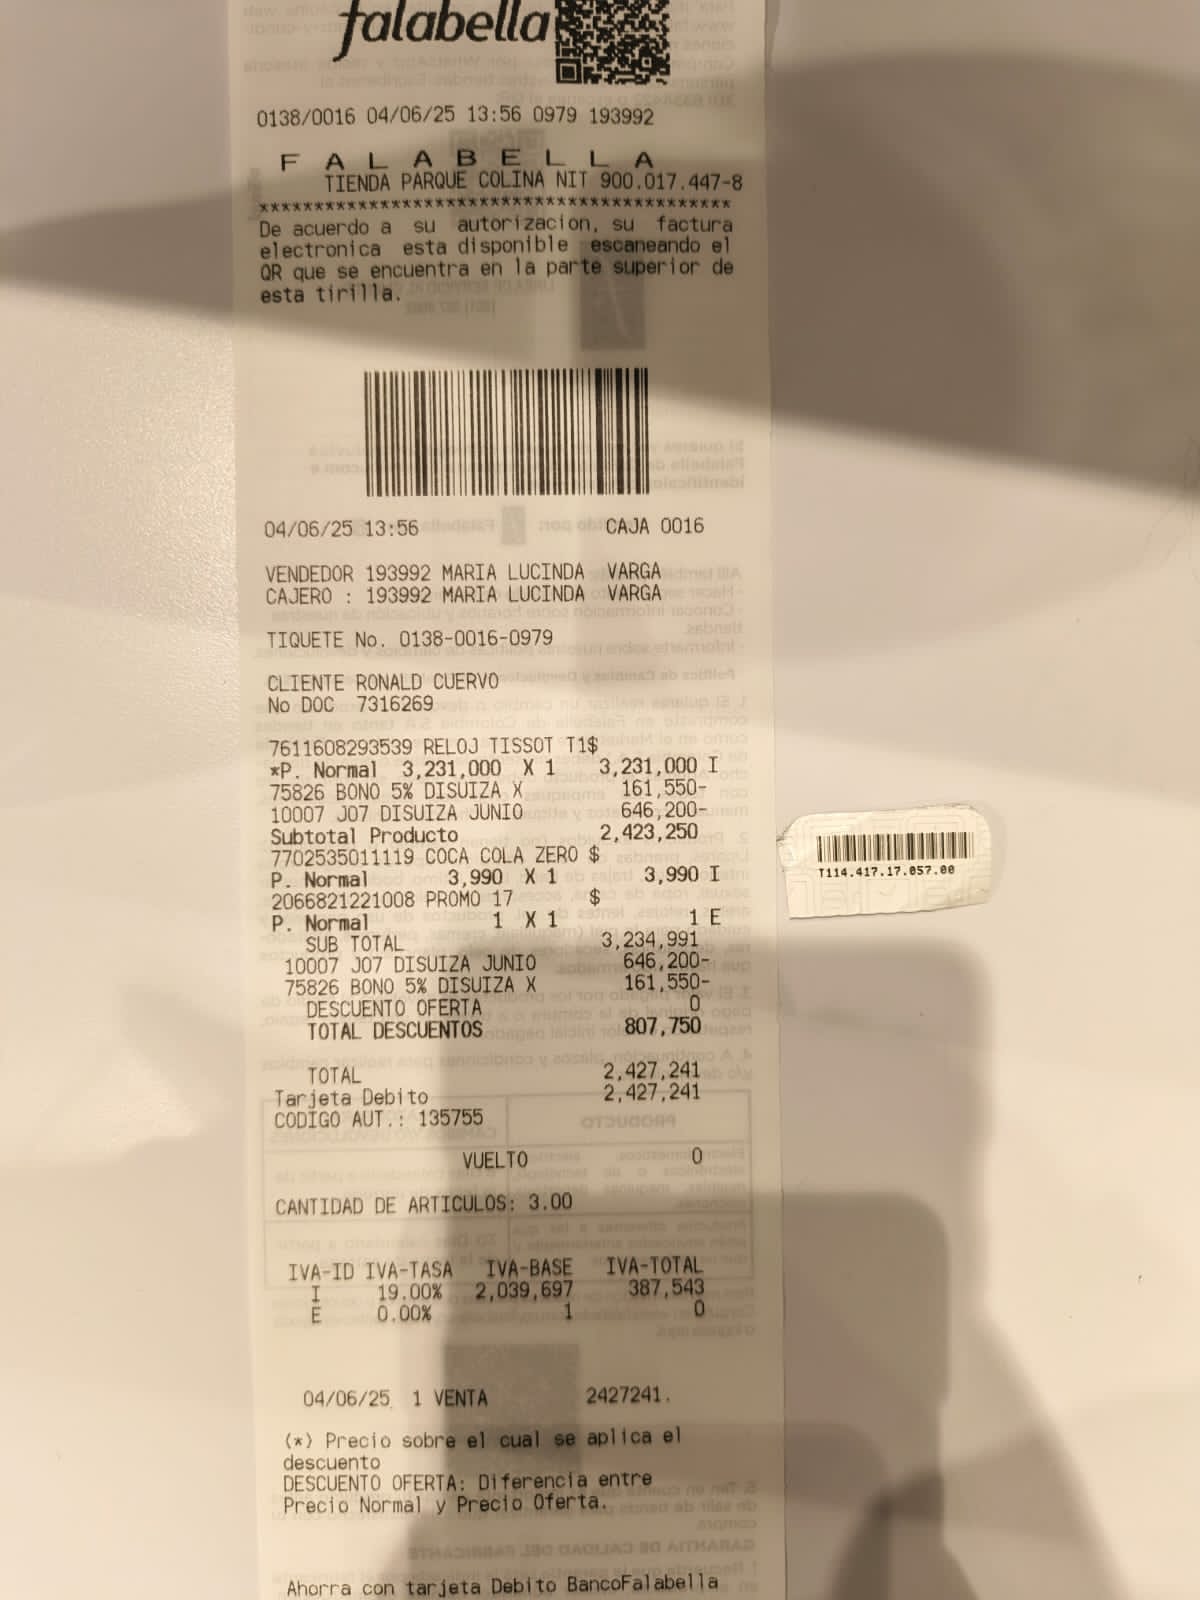 falabella
0138/0016 04/06/25 13:56 0979 193992
F A L A B E L L A
TIENDA PARQUE COLINA NIT 900.017.447-8
*******************************************
De acuerdo a su autorizacion, su factura
electronica esta disponible escaneando el
QR que se encuentra en la parte superior de
esta tirilla.
04/06/25 13:56 CAJA 0016
VENDEDOR 193992 MARIA LUCINDA VARGA
CAJERO : 193992 MARIA LUCINDA VARGA
TIQUETE No. 0138-0016-0979
CLIENTE RONALD CUERVO
No DOC 7316269
7611608293539 RELOJ TISSOT T1$
*P. Normal 3,231,000 X 1 3,231,000 I
75826 BONO 5% DISUIZA X 161,550-
10007 J07 DISUIZA JUNIO 646,200-
Subtotal Producto 2,423,250
7702535011119 COCA COLA ZERO $
P. Normal 3,990 X 1 3,990 I
2066821221008 PROMO 17 $
P. Normal 1 X 1 1 E
SUB TOTAL 3,234,991
10007 J07 DISUIZA JUNIO 646,200-
75826 BONO 5% DISUIZA X 161,550-
DESCUENTO OFERTA 0
TOTAL DESCUENTOS 807,750
TOTAL 2,427,241
Tarjeta Debito 2,427,241
CODIGO AUT.: 135755
VUELTO 0
CANTIDAD DE ARTICULOS: 3.00
IVA-ID IVA-TASA IVA-BASE IVA-TOTAL
I 19.00% 2,039,697 387,543
E 0.00% 1 0
04/06/25 1 VENTA 2427241.
(*) Precio sobre el cual se aplica el
descuento
DESCUENTO OFERTA: Diferencia entre
Precio Normal y Precio Oferta.
Ahorra con tarjeta Debito BancoFalabella
T114.417.17.057.00